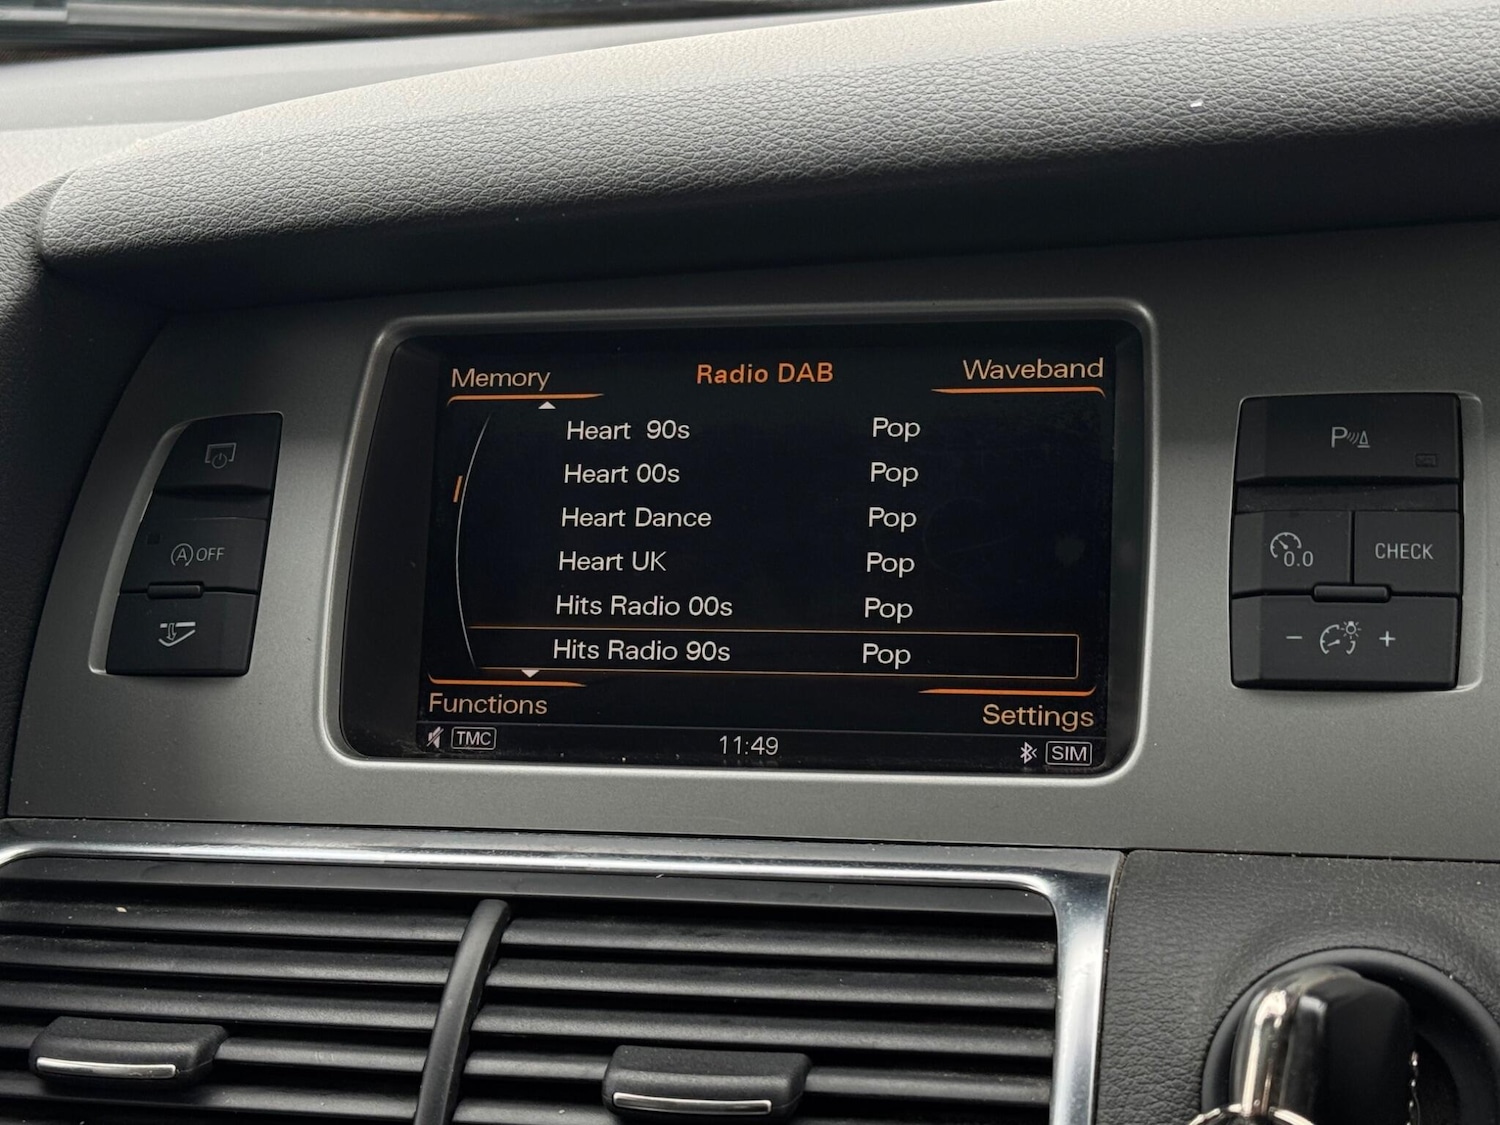 Memory Radio DAB Waveband
Heart 90s Pop
Heart 00s Pop
Heart Dance Pop
Heart UK Pop
Hits Radio 00s Pop
Hits Radio 90s Pop
Functions Settings
TMC 11:49 SIM
A OFF
P
0.0 CHECK
- +